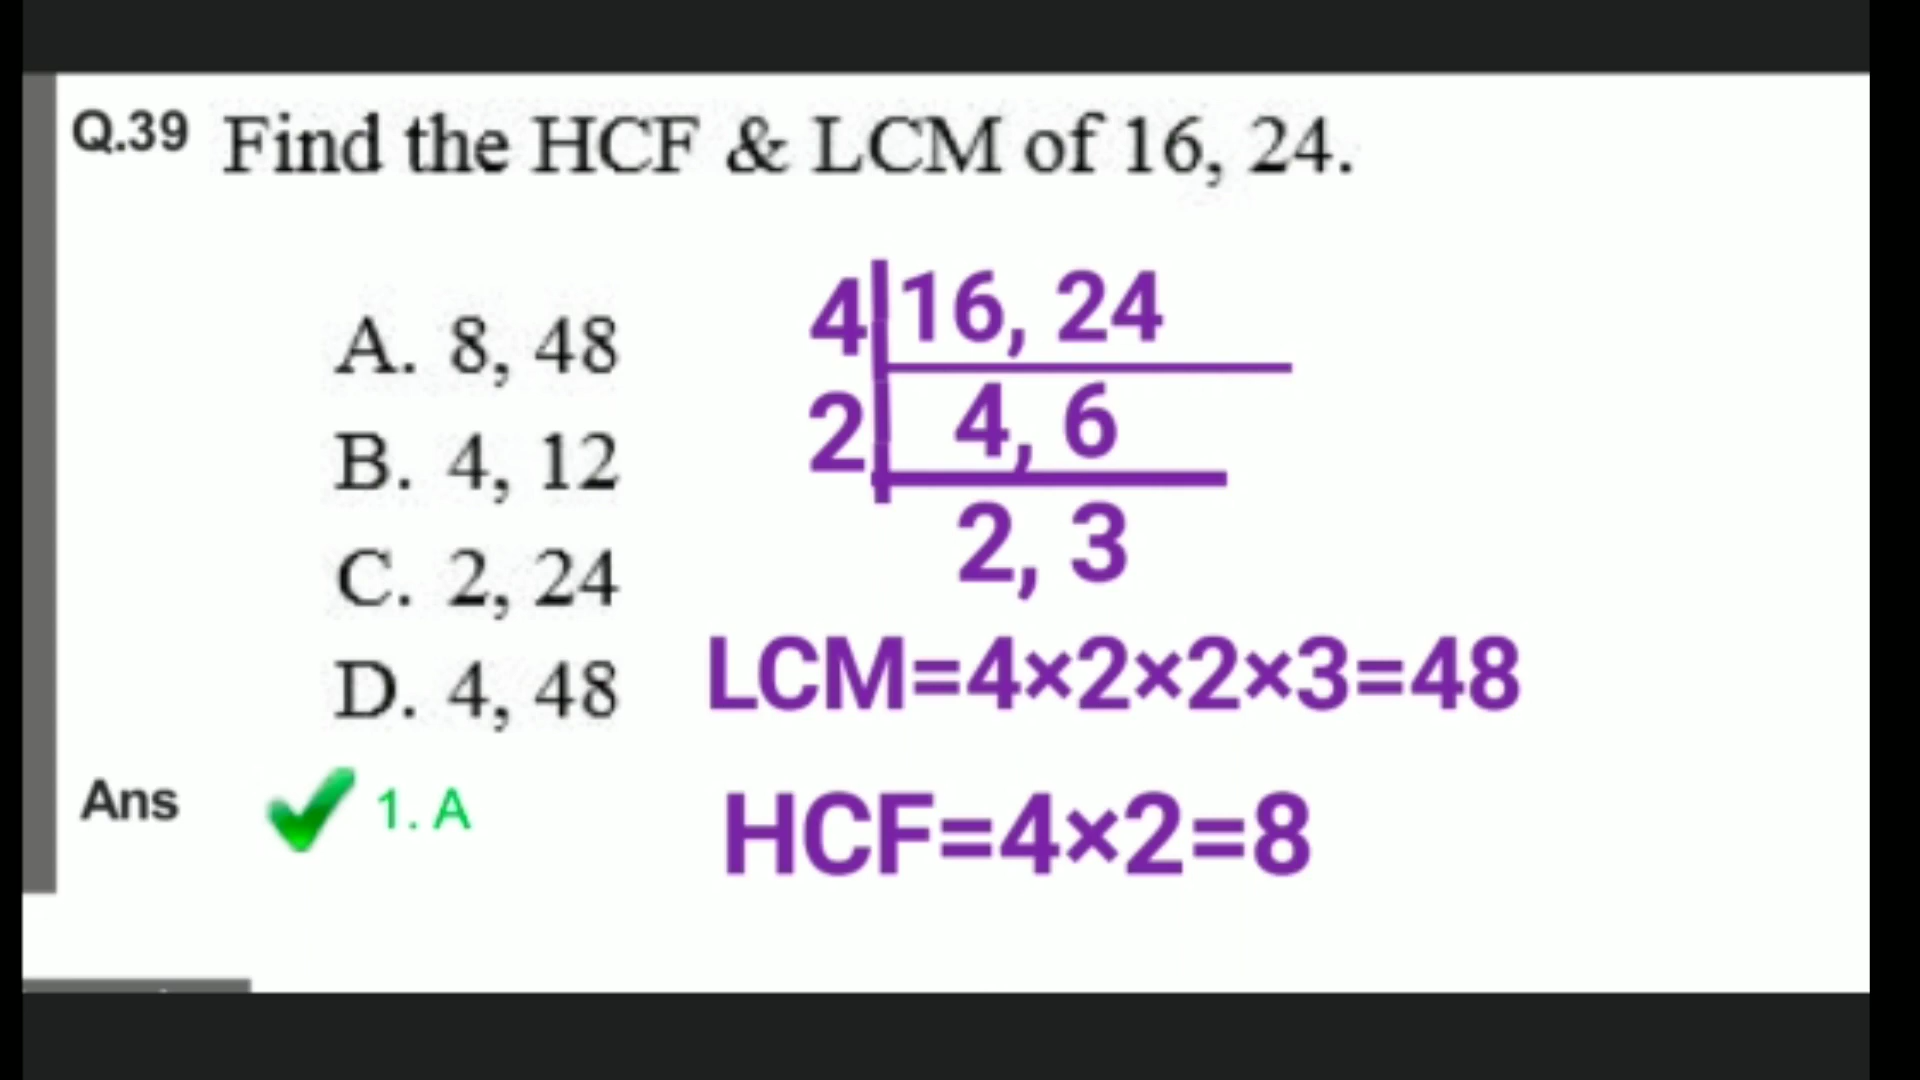 Q.39 Find the HCF & LCM of 16, 24.
A. 8, 48
B. 4, 12
C. 2, 24
D. 4, 48
Ans 1. A
4 16, 24
2 4, 6
2, 3
LCM=4×2×2×3=48
HCF=4×2=8